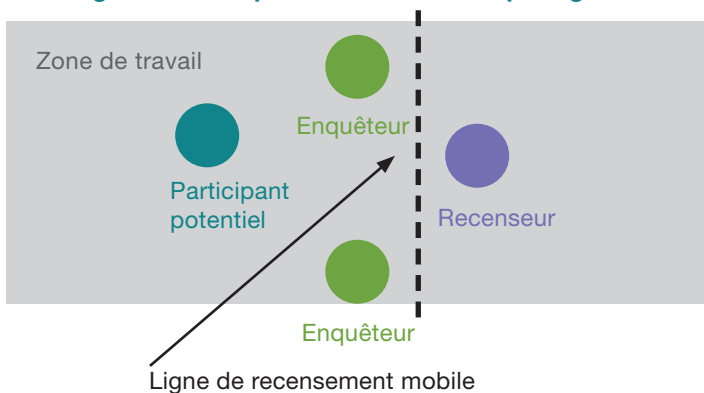 Zone de travail
Enquêteur
Participant
potentiel
Recenseur
Enquêteur
Ligne de recensement mobile